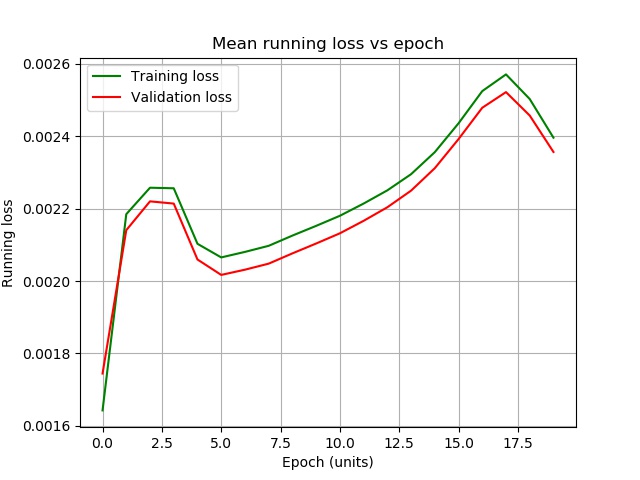 Mean running loss vs epoch
Training loss
Validation loss
Running loss
0.0026
0.0024
0.0022
0.0020
0.0018
0.0016
0.0 2.5 5.0 7.5 10.0 12.5 15.0 17.5
Epoch (units)